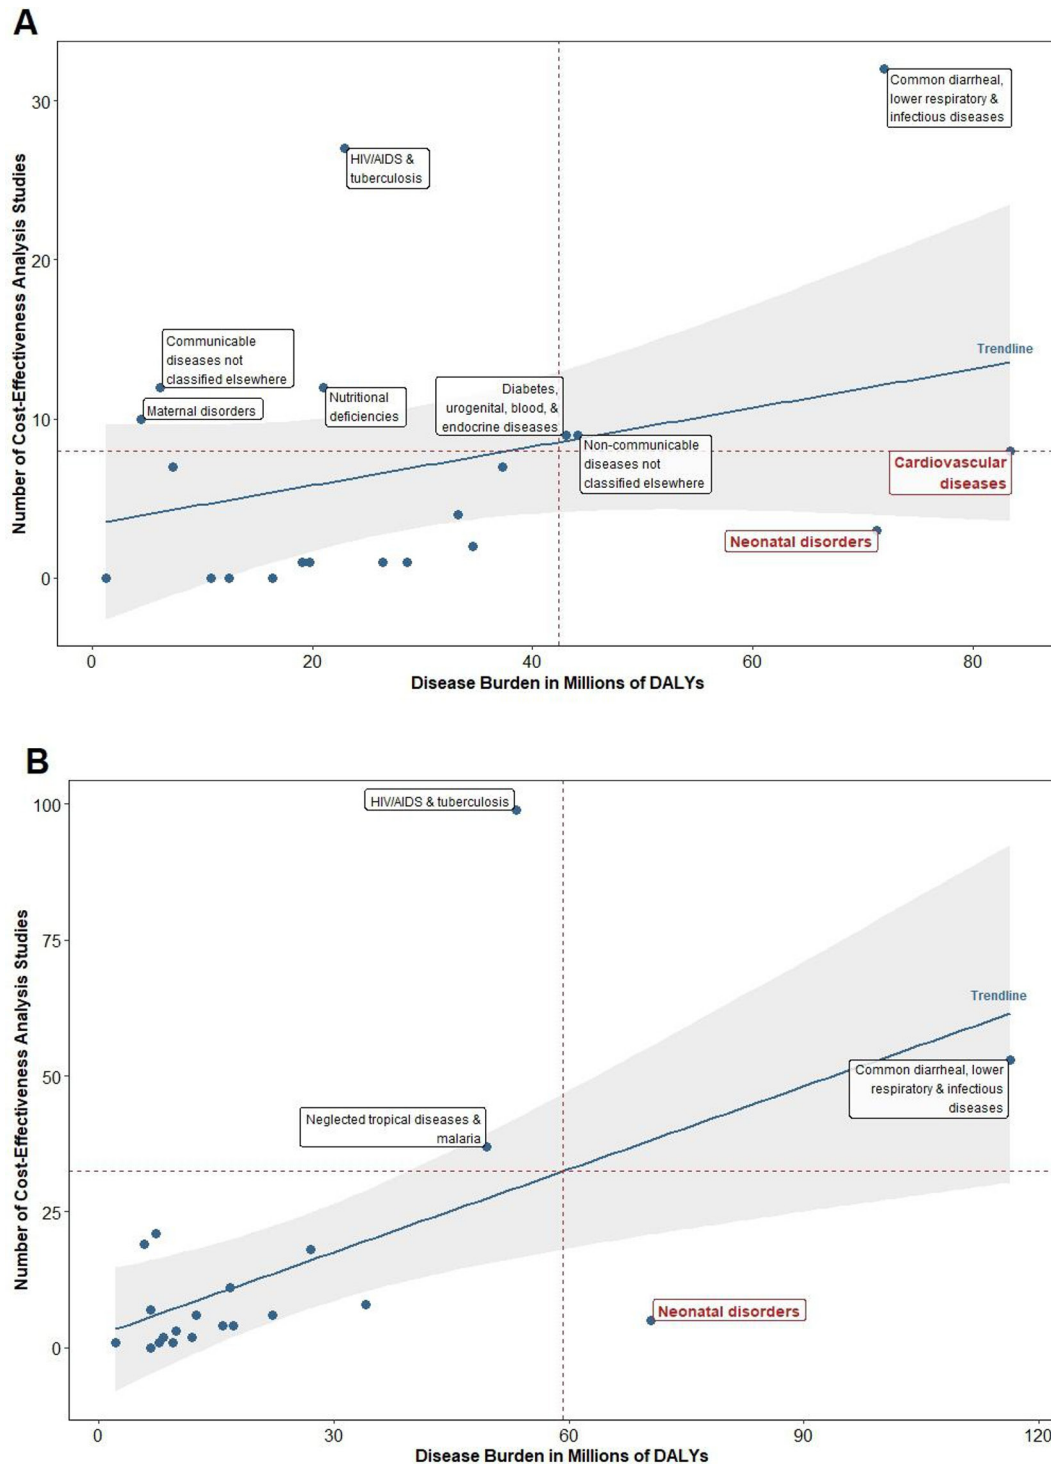 A
Number of Cost-Effectiveness Analysis Studies
30
20
10
0
Common diarrheal,
lower respiratory &
infectious diseases
HIV/AIDS &
tuberculosis
Communicable
diseases not
classified elsewhere
Maternal disorders
Nutritional
deficiencies
Diabetes,
urogenital, blood, &
endocrine diseases
Non-communicable
diseases not
classified elsewhere
Trendline
Cardiovascular
diseases
Neonatal disorders
0 20 40 60 80
Disease Burden in Millions of DALYs
B
Number of Cost-Effectiveness Analysis Studies
100
75
50
25
0
HIV/AIDS & tuberculosis
Trendline
Common diarrheal, lower
respiratory & infectious
diseases
Neglected tropical diseases &
malaria
Neonatal disorders
0 30 60 90 120
Disease Burden in Millions of DALYs